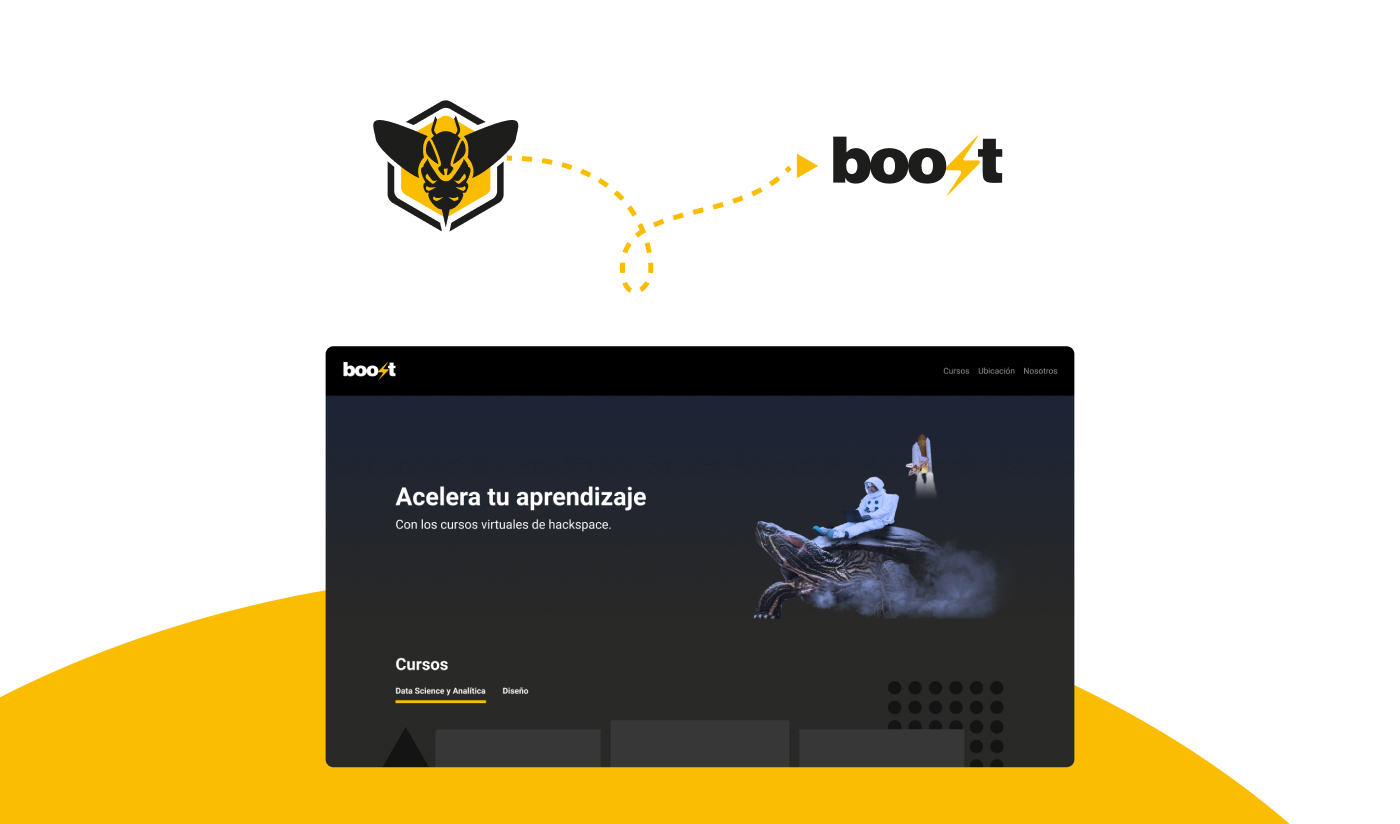 boost
boost
Cursos Ubicación Nosotros
Acelera tu aprendizaje
Con los cursos virtuales de hackspace.
Cursos
Data Science y Analítica Diseño